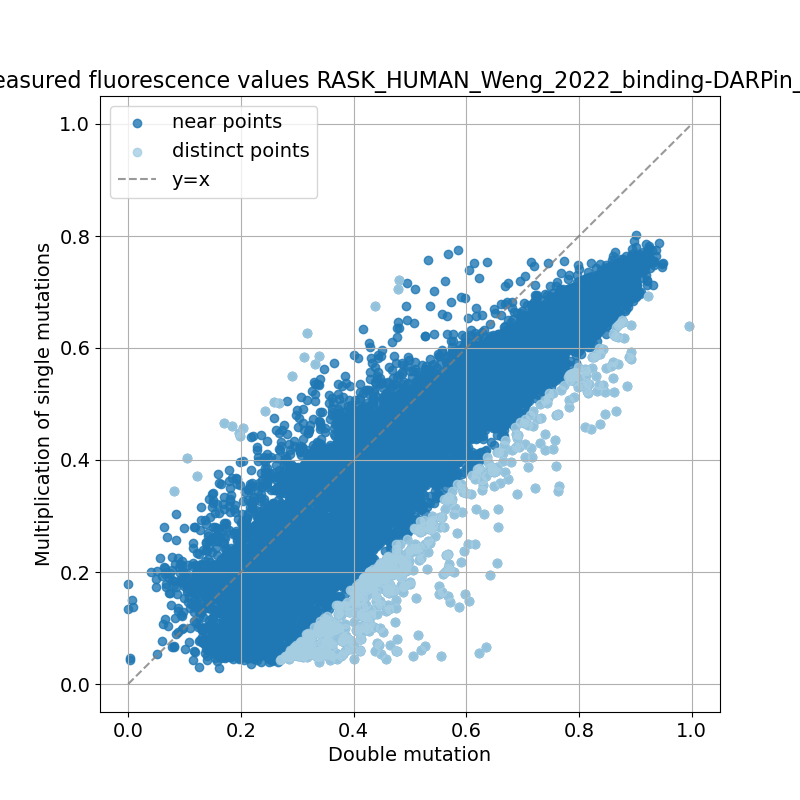 easured fluorescence values RASK_HUMAN_Weng_2022_binding-DARPin_
near points
distinct points
y=x
Multiplication of single mutations
1.0
0.8
0.6
0.4
0.2
0.0
0.0 0.2 0.4 0.6 0.8 1.0
Double mutation